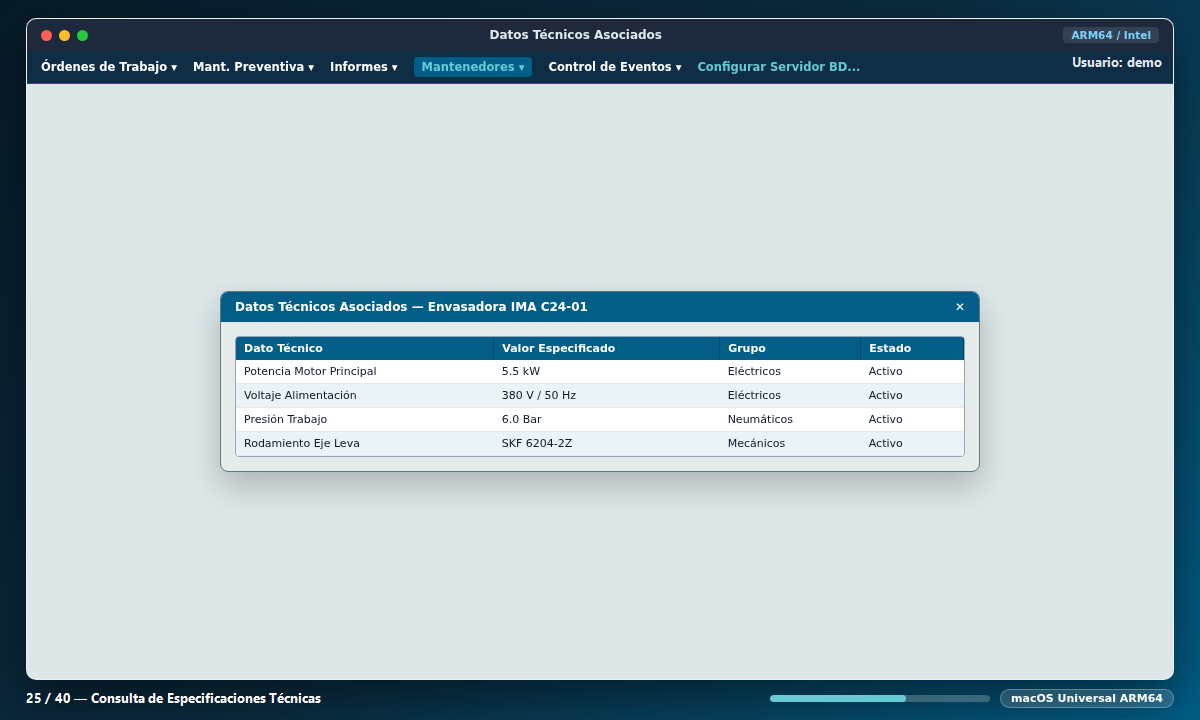 Datos Técnicos Asociados
ARM64 / Intel
Órdenes de Trabajo ▾ Mant. Preventiva ▾ Informes ▾ Mantenedores ▾ Control de Eventos ▾ Configurar Servidor BD... Usuario: demo
Datos Técnicos Asociados — Envasadora IMA C24-01 ✕
Dato Técnico Valor Especificado Grupo Estado
Potencia Motor Principal 5.5 kW Eléctricos Activo
Voltaje Alimentación 380 V / 50 Hz Eléctricos Activo
Presión Trabajo 6.0 Bar Neumáticos Activo
Rodamiento Eje Leva SKF 6204-2Z Mecánicos Activo
25 / 40 — Consulta de Especificaciones Técnicas
macOS Universal ARM64